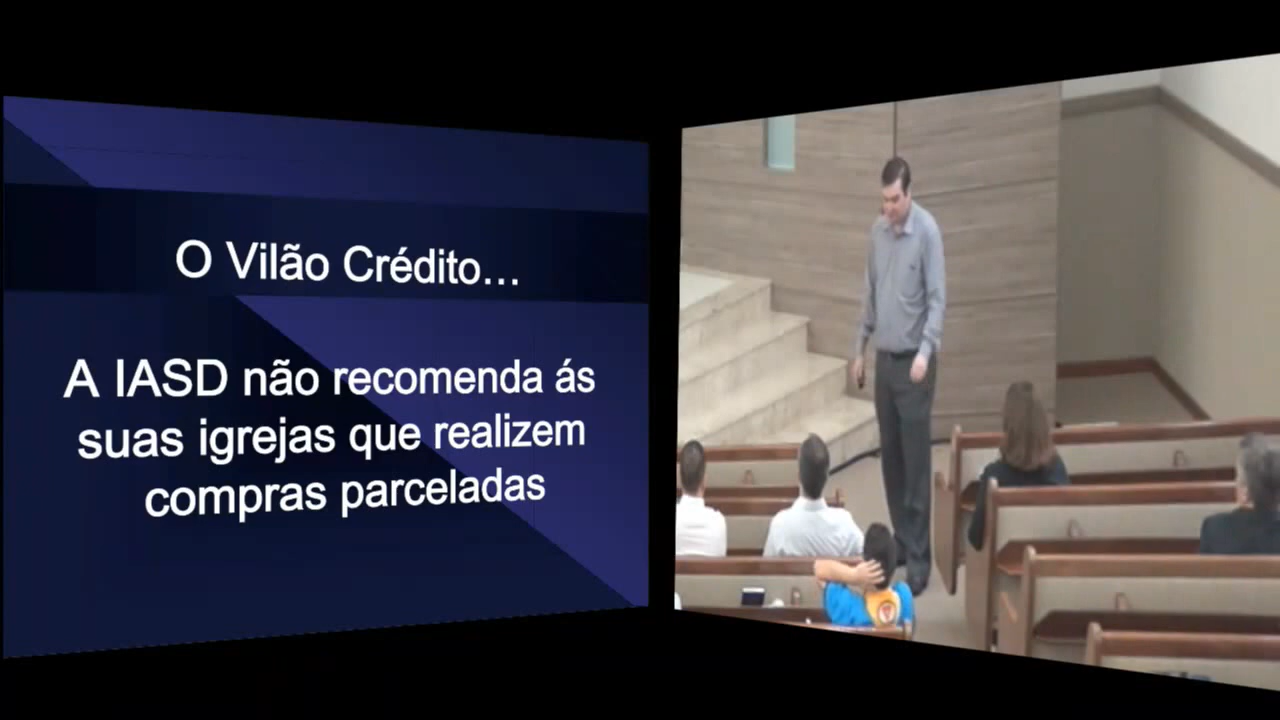 O Vilão Crédito...
A IASD não recomenda ás
suas igrejas que realizem
compras parceladas